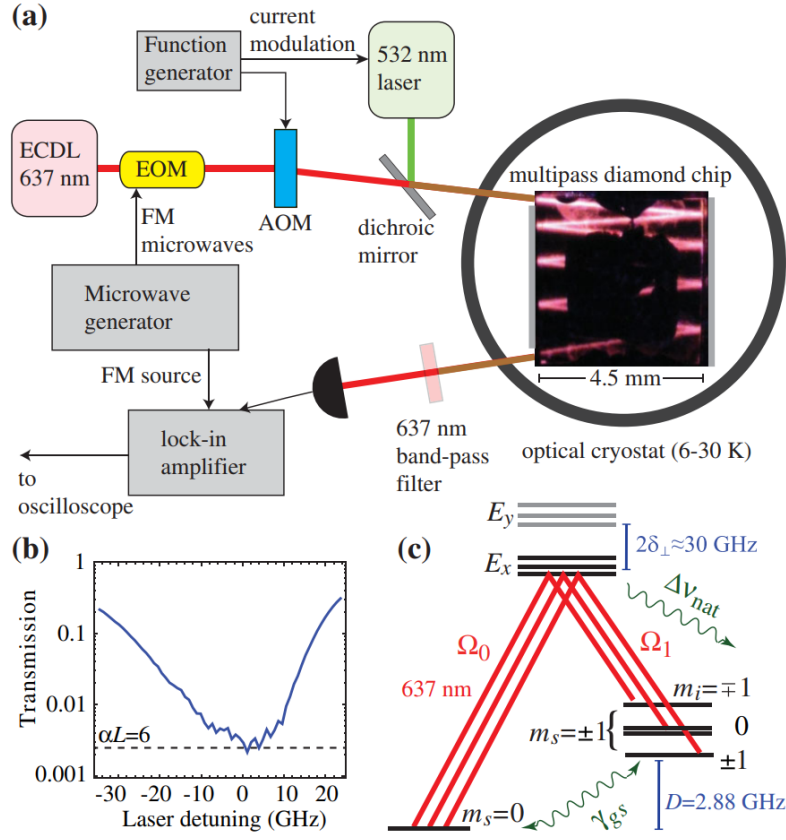 (a)
current
modulation
Function
generator
532 nm
laser
ECDL
637 nm
EOM
AOM
dichroic
mirror
multipass diamond chip
FM
microwaves
Microwave
generator
FM source
lock-in
amplifier
4.5 mm
637 nm
band-pass
filter
optical cryostat (6-30 K)
to
oscilloscope
(b)
Transmission
1
0.1
0.01
0.001
αL=6
-30 -20 -10 0 10 20
Laser detuning (GHz)
(c)
Ey
2δ⊥≈30 GHz
Ex
Δνnat
Ω0
Ω1
637 nm
mi=∓1
ms=±1{
0
±1
ms=0
γgs
D=2.88 GHz